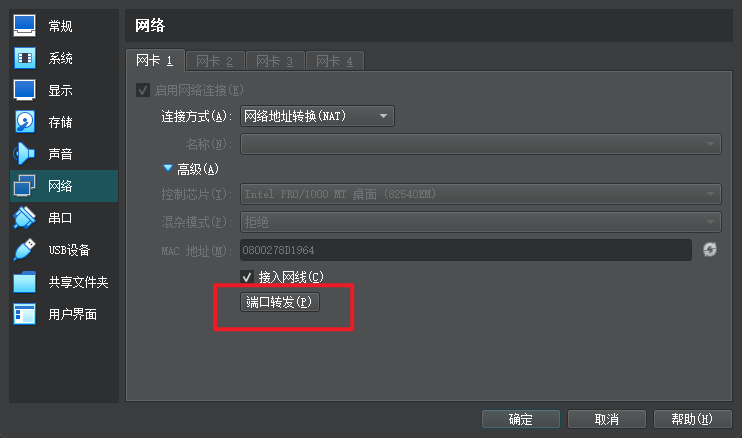 常规
系统
显示
存储
声音
网络
串口
USB设备
共享文件夹
用户界面
网络
网卡 1 网卡 2 网卡 3 网卡 4
启用网络连接(E)
连接方式(A): 网络地址转换(NAT)
名称(N):
高级(A)
控制芯片(T): Intel PRO/1000 MT 桌面 (82540EM)
混杂模式(P): 拒绝
MAC 地址(M): 0800278D1964
接入网线(C)
端口转发(P)
确定 取消 帮助(H)